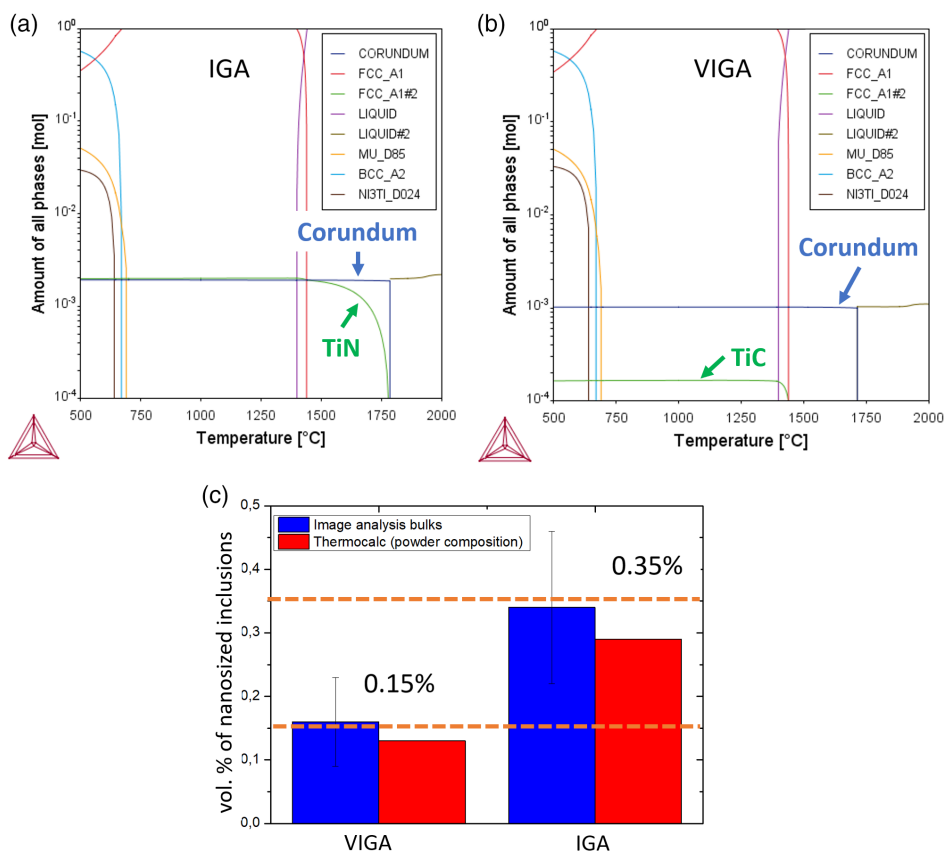 (a)
IGA
CORUNDUM
FCC_A1
FCC_A1#2
LIQUID
LIQUID#2
MU_D85
BCC_A2
NI3TI_D024
Corundum
TiN
10^0
10^-1
10^-2
10^-3
10^-4
Amount of all phases [mol]
500 750 1000 1250 1500 1750 2000
Temperature [°C]
(b)
VIGA
CORUNDUM
FCC_A1
FCC_A1#2
LIQUID
LIQUID#2
MU_D85
BCC_A2
NI3TI_D024
Corundum
TiC
10^0
10^-1
10^-2
10^-3
10^-4
Amount of all phases [mol]
500 750 1000 1250 1500 1750 2000
Temperature [°C]
(c)
Image analysis bulks
Thermocalc (powder composition)
0.35%
0.15%
0,5
0,4
0,3
0,2
0,1
0,0
vol. % of nanosized inclusions
VIGA IGA